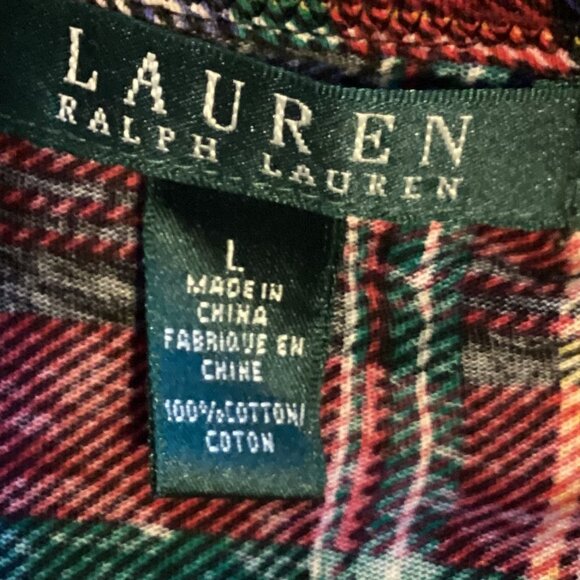 LAUREN
RALPH LAUREN
L
MADE IN
CHINA
FABRIQUE EN
CHINE
100% COTTON/
COTON